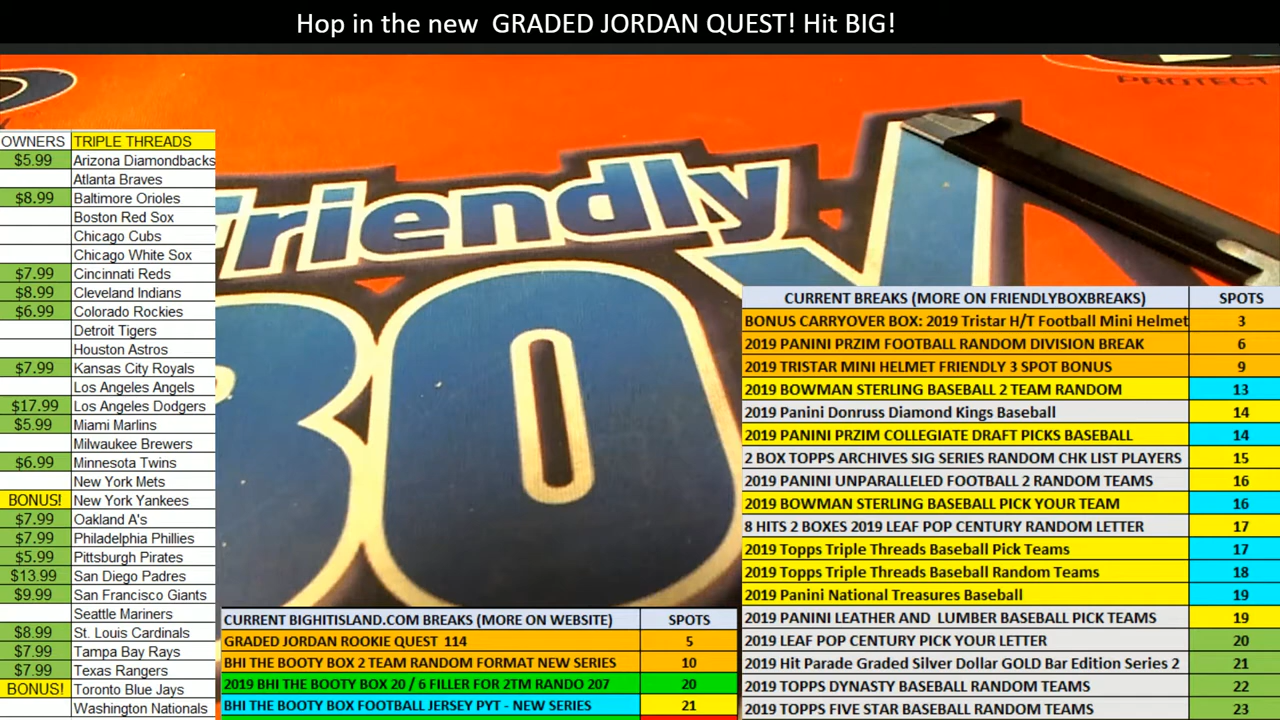 Hop in the new GRADED JORDAN QUEST! Hit BIG!
PROTECT
Friendly
BOX
OWNERS TRIPLE THREADS
$5.99 Arizona Diamondbacks
Atlanta Braves
$8.99 Baltimore Orioles
Boston Red Sox
Chicago Cubs
Chicago White Sox
$7.99 Cincinnati Reds
$8.99 Cleveland Indians
$6.99 Colorado Rockies
Detroit Tigers
Houston Astros
$7.99 Kansas City Royals
Los Angeles Angels
$17.99 Los Angeles Dodgers
$5.99 Miami Marlins
Milwaukee Brewers
$6.99 Minnesota Twins
New York Mets
BONUS! New York Yankees
$7.99 Oakland A's
$7.99 Philadelphia Phillies
$5.99 Pittsburgh Pirates
$13.99 San Diego Padres
$9.99 San Francisco Giants
Seattle Mariners
$8.99 St. Louis Cardinals
$7.99 Tampa Bay Rays
$7.99 Texas Rangers
BONUS! Toronto Blue Jays
Washington Nationals
CURRENT BIGHITISLAND.COM BREAKS (MORE ON WEBSITE) SPOTS
GRADED JORDAN ROOKIE QUEST 114 5
BHI THE BOOTY BOX 2 TEAM RANDOM FORMAT NEW SERIES 10
2019 BHI THE BOOTY BOX 20 / 6 FILLER FOR 2TM RANDO 207 20
BHI THE BOOTY BOX FOOTBALL JERSEY PYT - NEW SERIES 21
CURRENT BREAKS (MORE ON FRIENDLYBOXBREAKS) SPOTS
BONUS CARRYOVER BOX: 2019 Tristar H/T Football Mini Helmet 3
2019 PANINI PRZIM FOOTBALL RANDOM DIVISION BREAK 6
2019 TRISTAR MINI HELMET FRIENDLY 3 SPOT BONUS 9
2019 BOWMAN STERLING BASEBALL 2 TEAM RANDOM 13
2019 Panini Donruss Diamond Kings Baseball 14
2019 PANINI PRZIM COLLEGIATE DRAFT PICKS BASEBALL 14
2 BOX TOPPS ARCHIVES SIG SERIES RANDOM CHK LIST PLAYERS 15
2019 PANINI UNPARALLELED FOOTBALL 2 RANDOM TEAMS 16
2019 BOWMAN STERLING BASEBALL PICK YOUR TEAM 16
8 HITS 2 BOXES 2019 LEAF POP CENTURY RANDOM LETTER 17
2019 Topps Triple Threads Baseball Pick Teams 17
2019 Topps Triple Threads Baseball Random Teams 18
2019 Panini National Treasures Baseball 19
2019 PANINI LEATHER AND LUMBER BASEBALL PICK TEAMS 19
2019 LEAF POP CENTURY PICK YOUR LETTER 20
2019 Hit Parade Graded Silver Dollar GOLD Bar Edition Series 2 21
2019 TOPPS DYNASTY BASEBALL RANDOM TEAMS 22
2019 TOPPS FIVE STAR BASEBALL RANDOM TEAMS 23